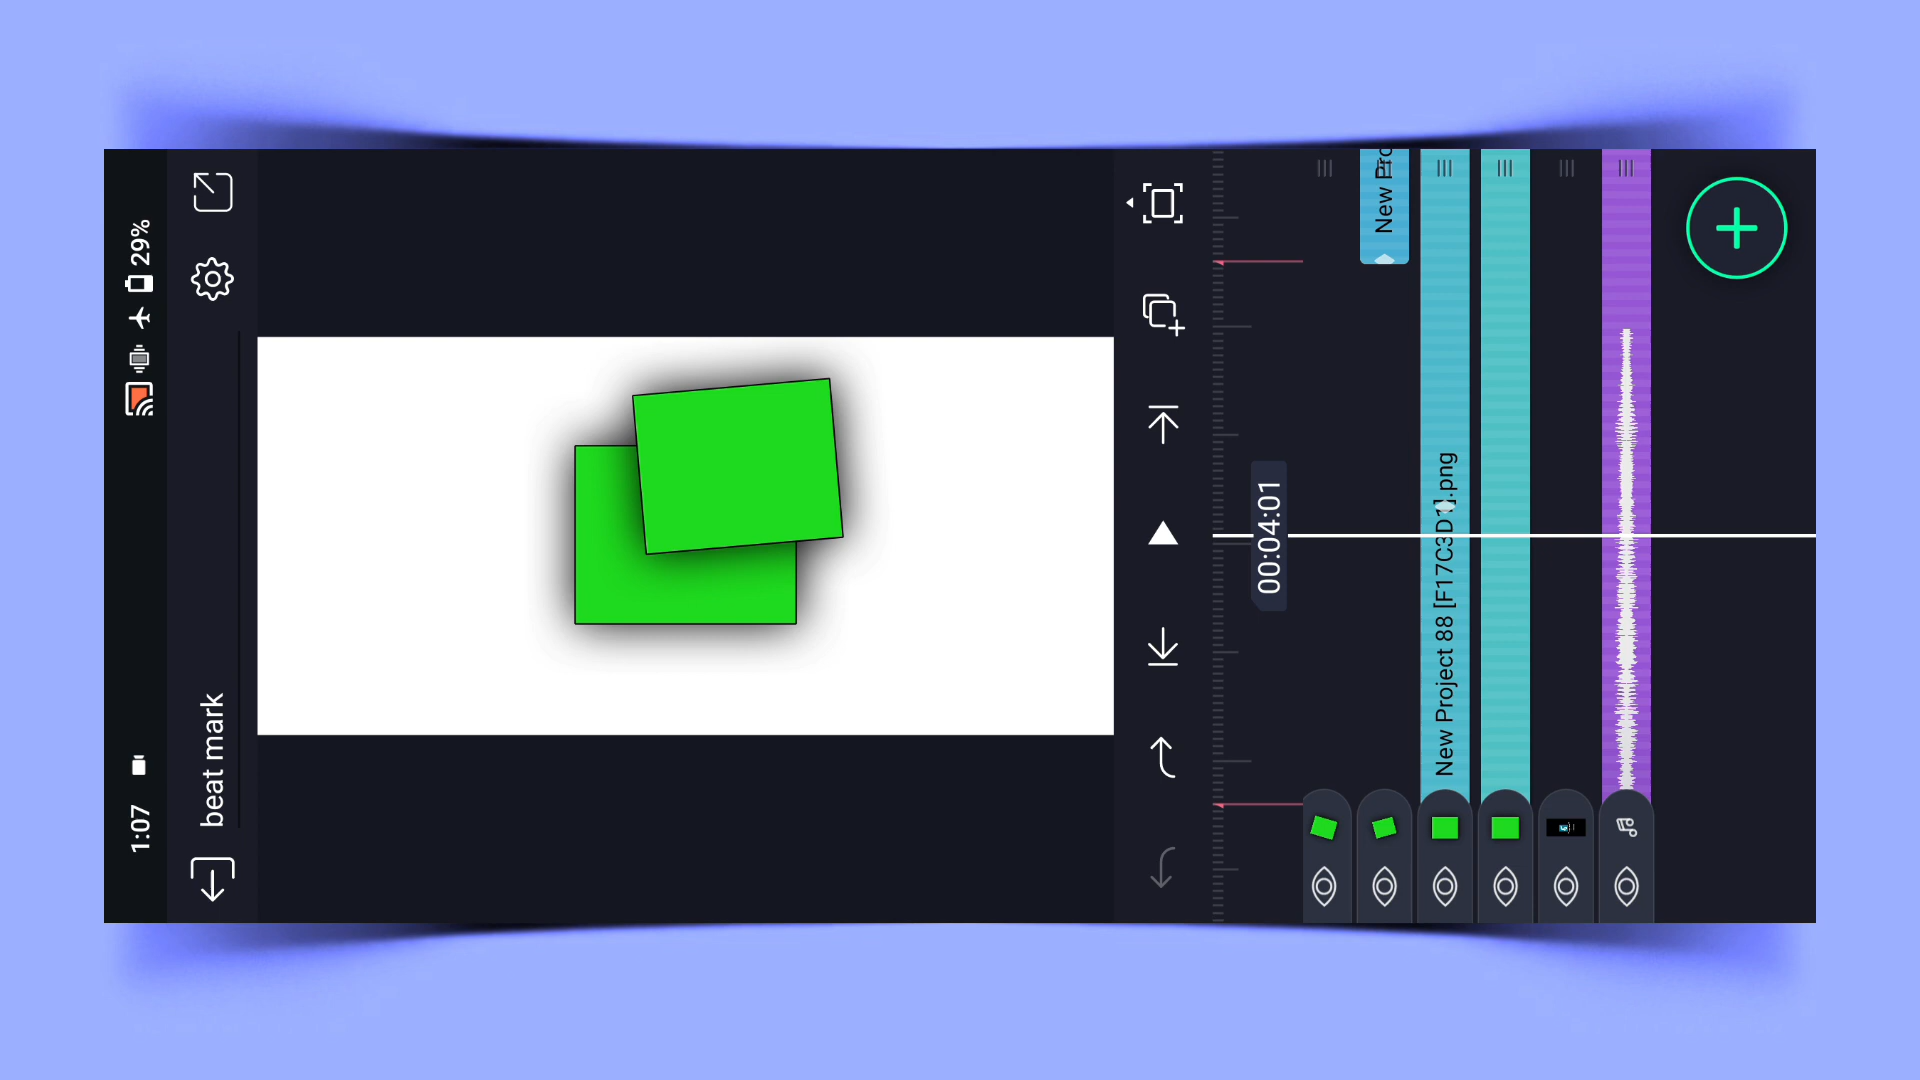 1:07
29%
beat mark
00:04:01
New Pro
New Project 88 [F17C3D1].png